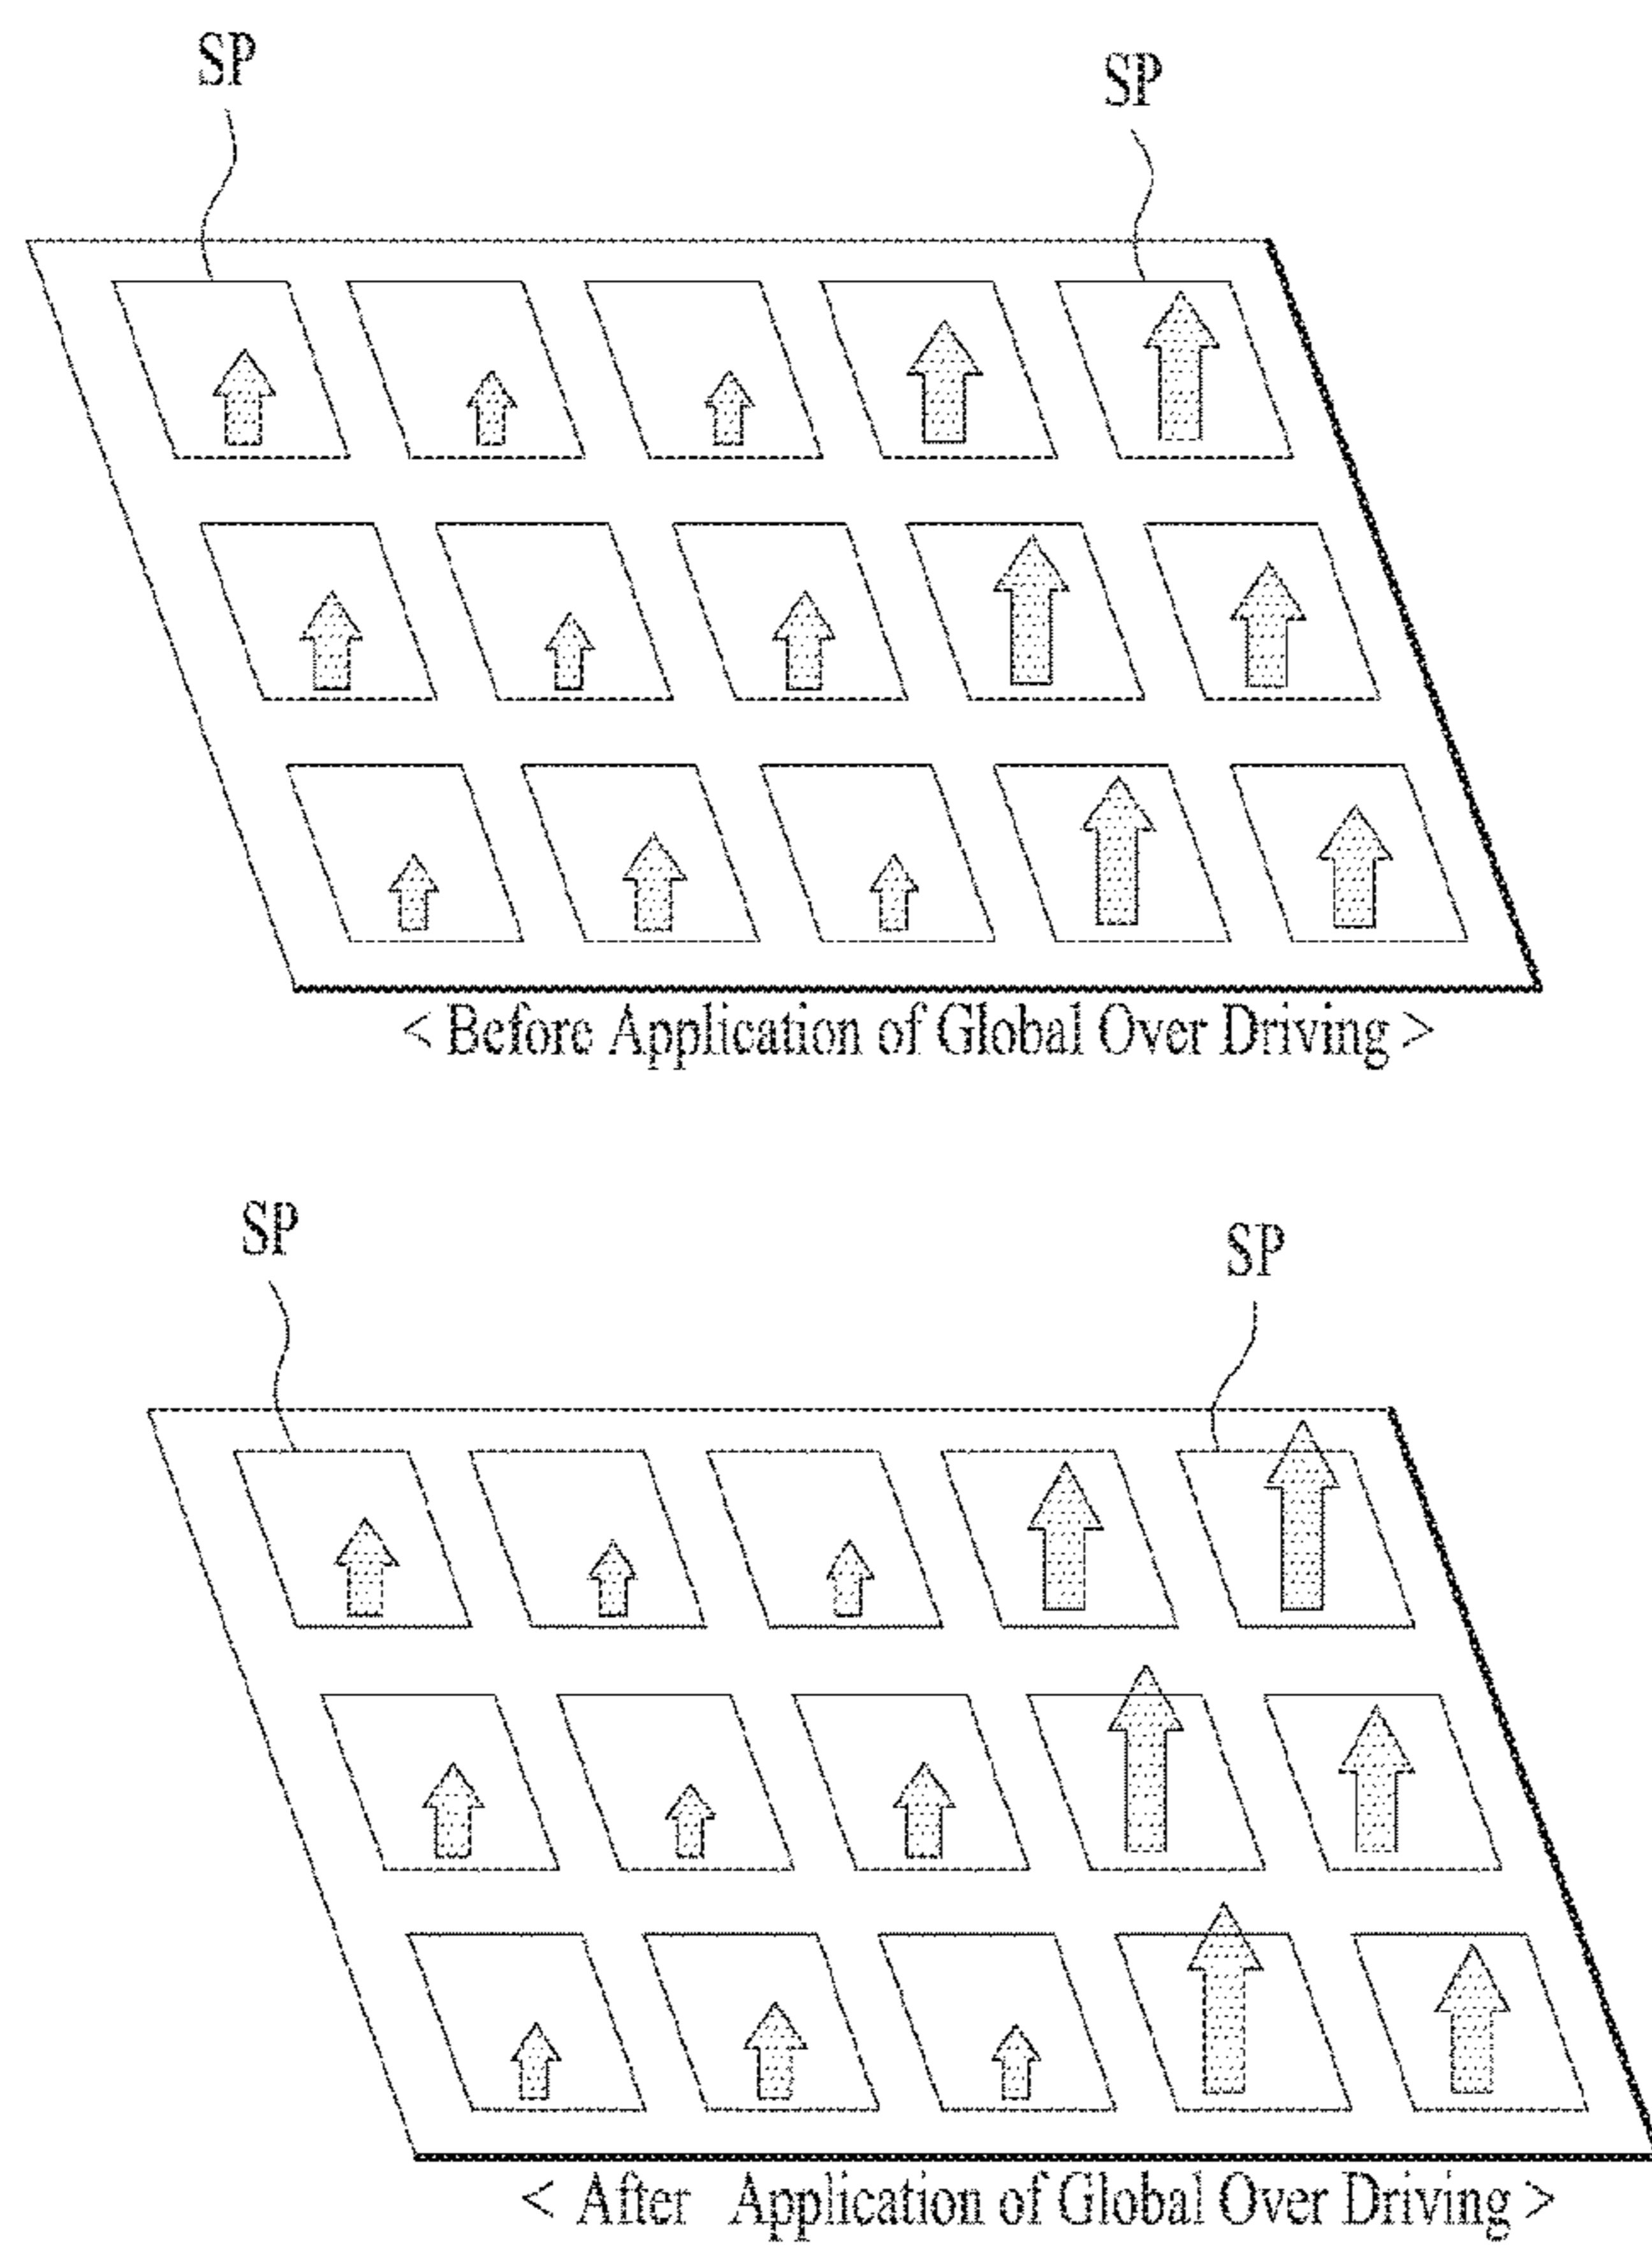 SP
SP
< Before Application of Global Over Driving >
SP
SP
< After Application of Global Over Driving >